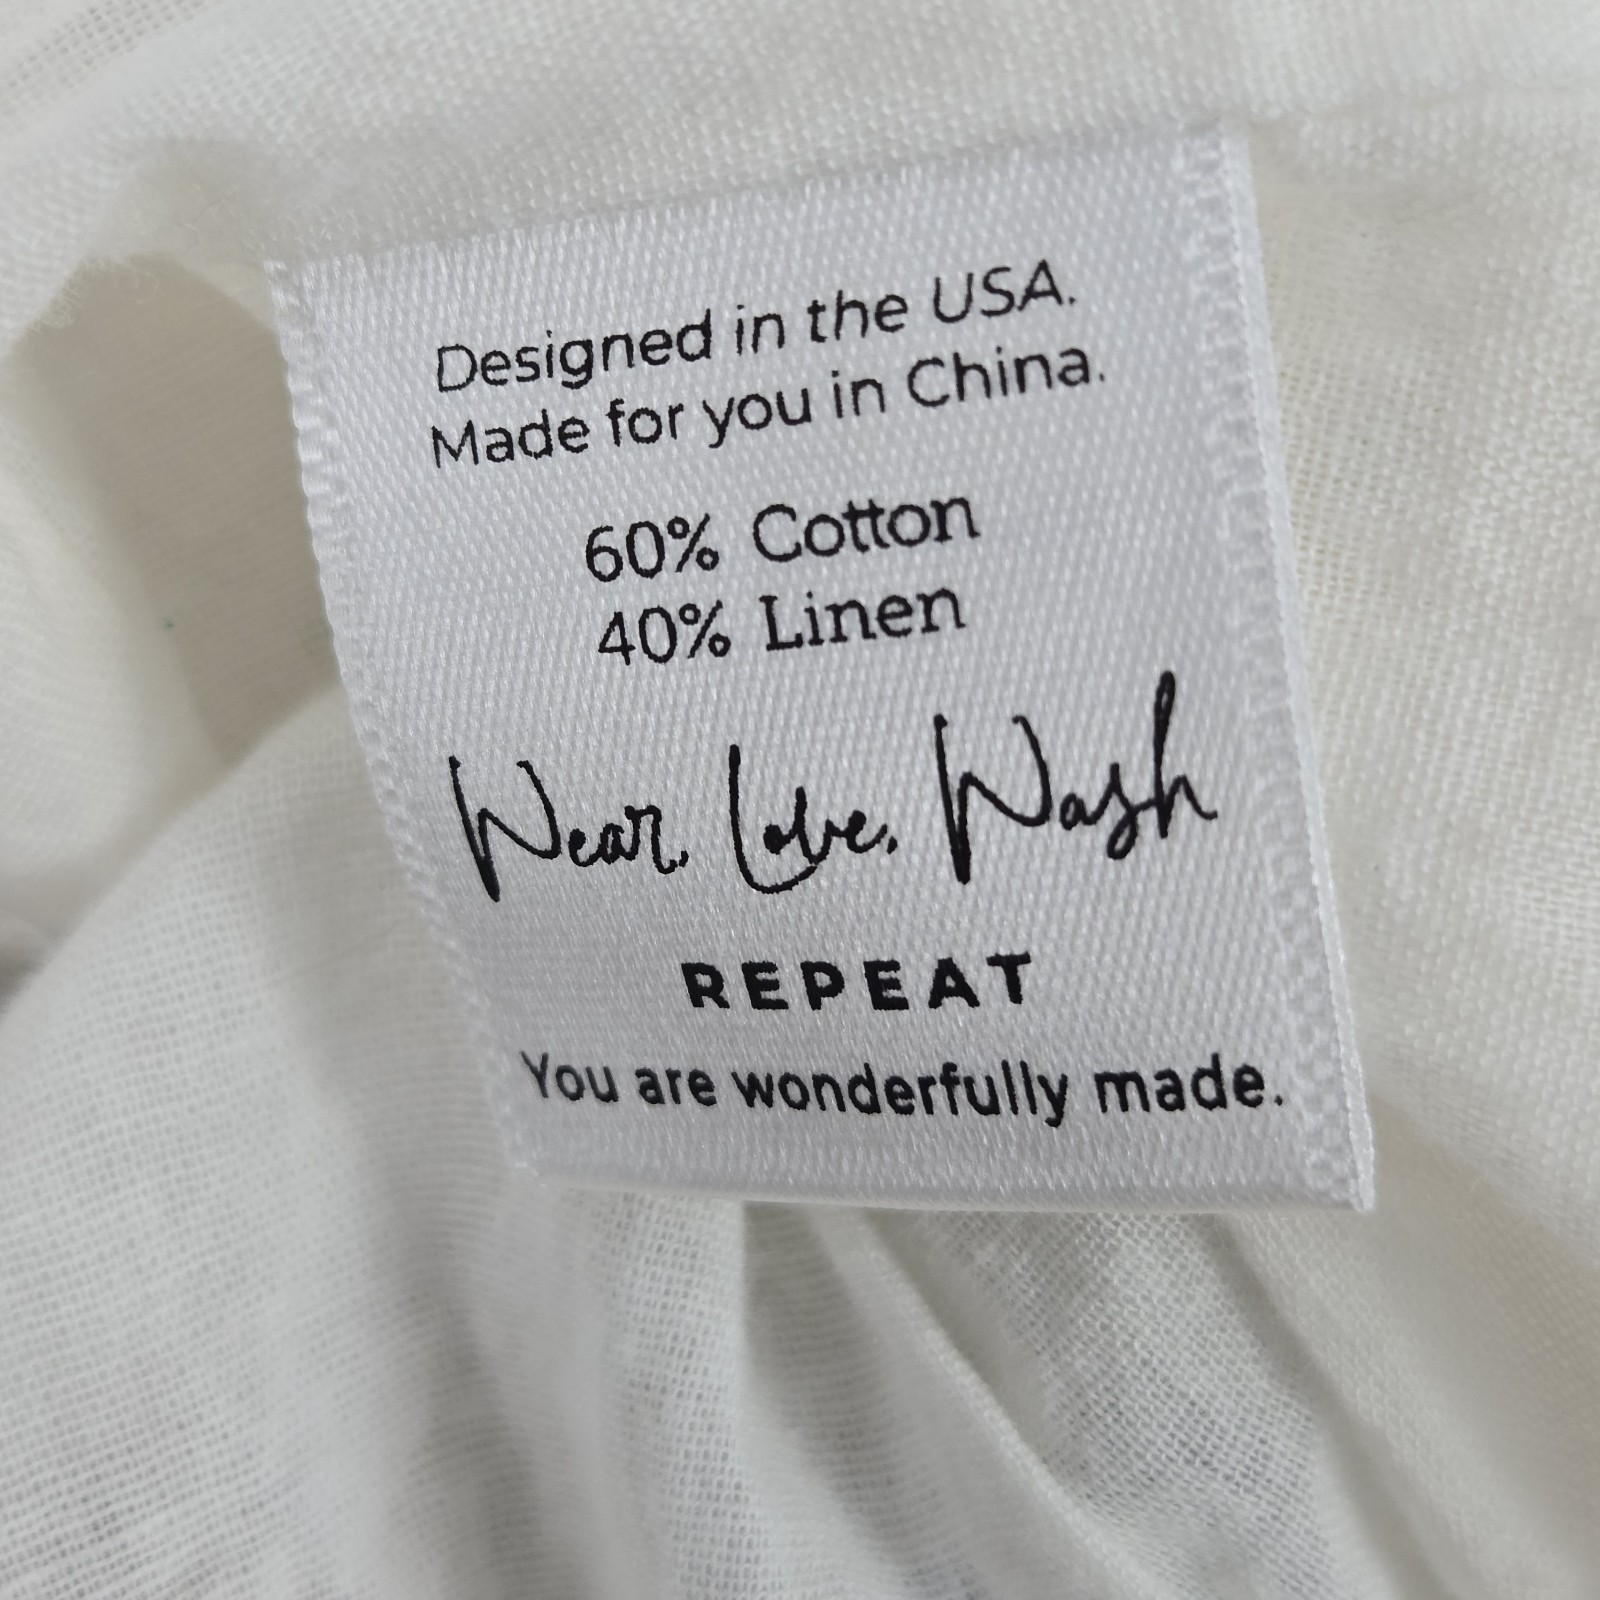 Designed in the USA.
Made for you in China.
60% Cotton
40% Linen
Wear. Love. Wash
REPEAT
You are wonderfully made.